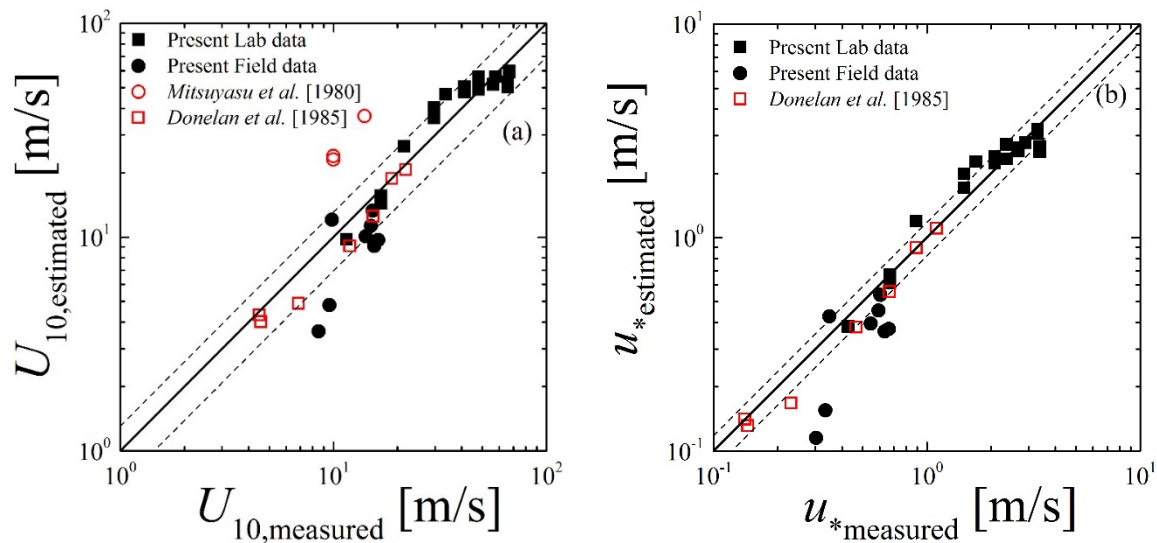 10²
Present Lab data
Present Field data
Mitsuyasu et al. [1980]
Donelan et al. [1985]
(a)
U10,estimated [m/s]
10¹
10⁰
10⁰ 10¹ 10²
U10,measured [m/s]
10¹
Present Lab data
Present Field data
Donelan et al. [1985]
(b)
u*estimated [m/s]
10⁰
10⁻¹
10⁻¹ 10⁰ 10¹
u*measured [m/s]